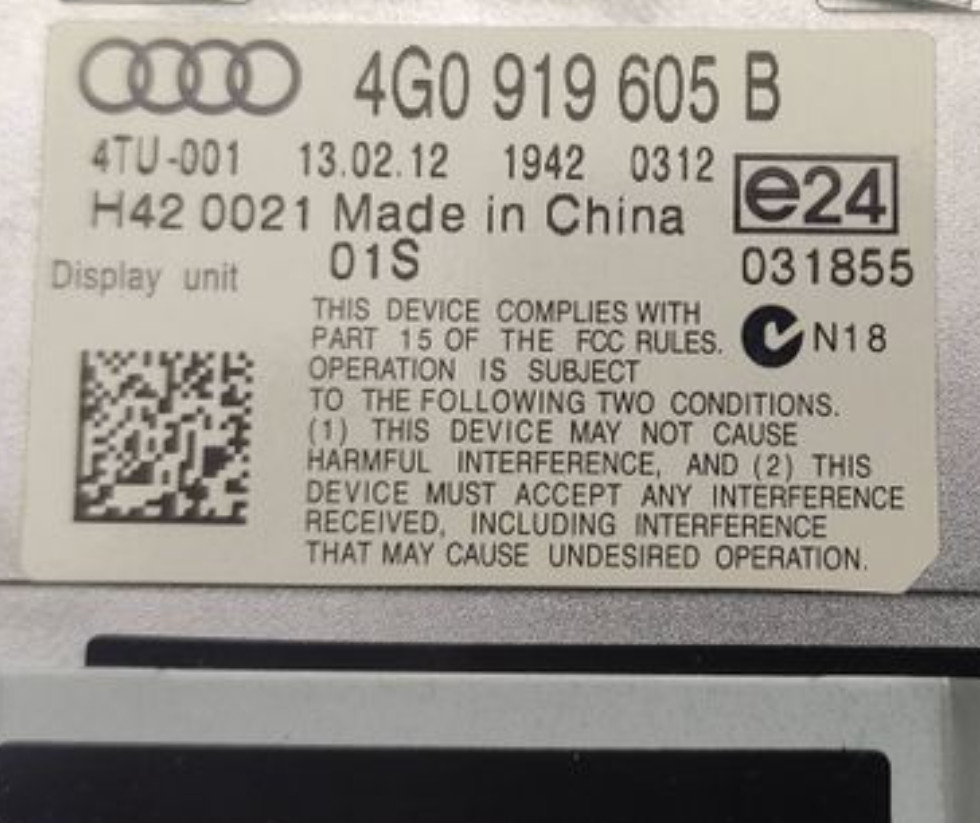 4G0 919 605 B
4TU-001 13.02.12 1942 0312
e24
H42 0021 Made in China
01S
031855
Display unit
N18
THIS DEVICE COMPLIES WITH
PART 15 OF THE FCC RULES.
OPERATION IS SUBJECT
TO THE FOLLOWING TWO CONDITIONS.
(1) THIS DEVICE MAY NOT CAUSE
HARMFUL INTERFERENCE, AND (2) THIS
DEVICE MUST ACCEPT ANY INTERFERENCE
RECEIVED, INCLUDING INTERFERENCE
THAT MAY CAUSE UNDESIRED OPERATION.